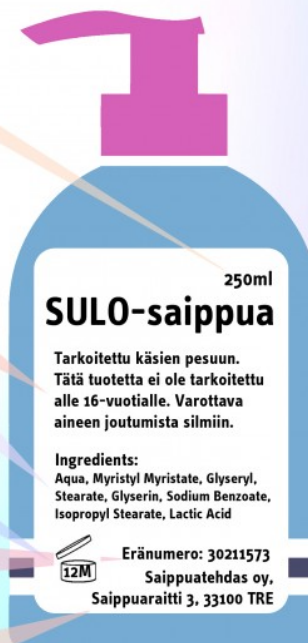 250ml
SULO-saippua
Tarkoitettu käsien pesuun.
Tätä tuotetta ei ole tarkoitettu
alle 16-vuotialle. Varottava
aineen joutumista silmiin.
Ingredients:
Aqua, Myristyl Myristate, Glyseryl,
Stearate, Glyserin, Sodium Benzoate,
Isopropyl Stearate, Lactic Acid
12M
Eränumero: 30211573
Saippuatehdas oy,
Saippuaraitti 3, 33100 TRE